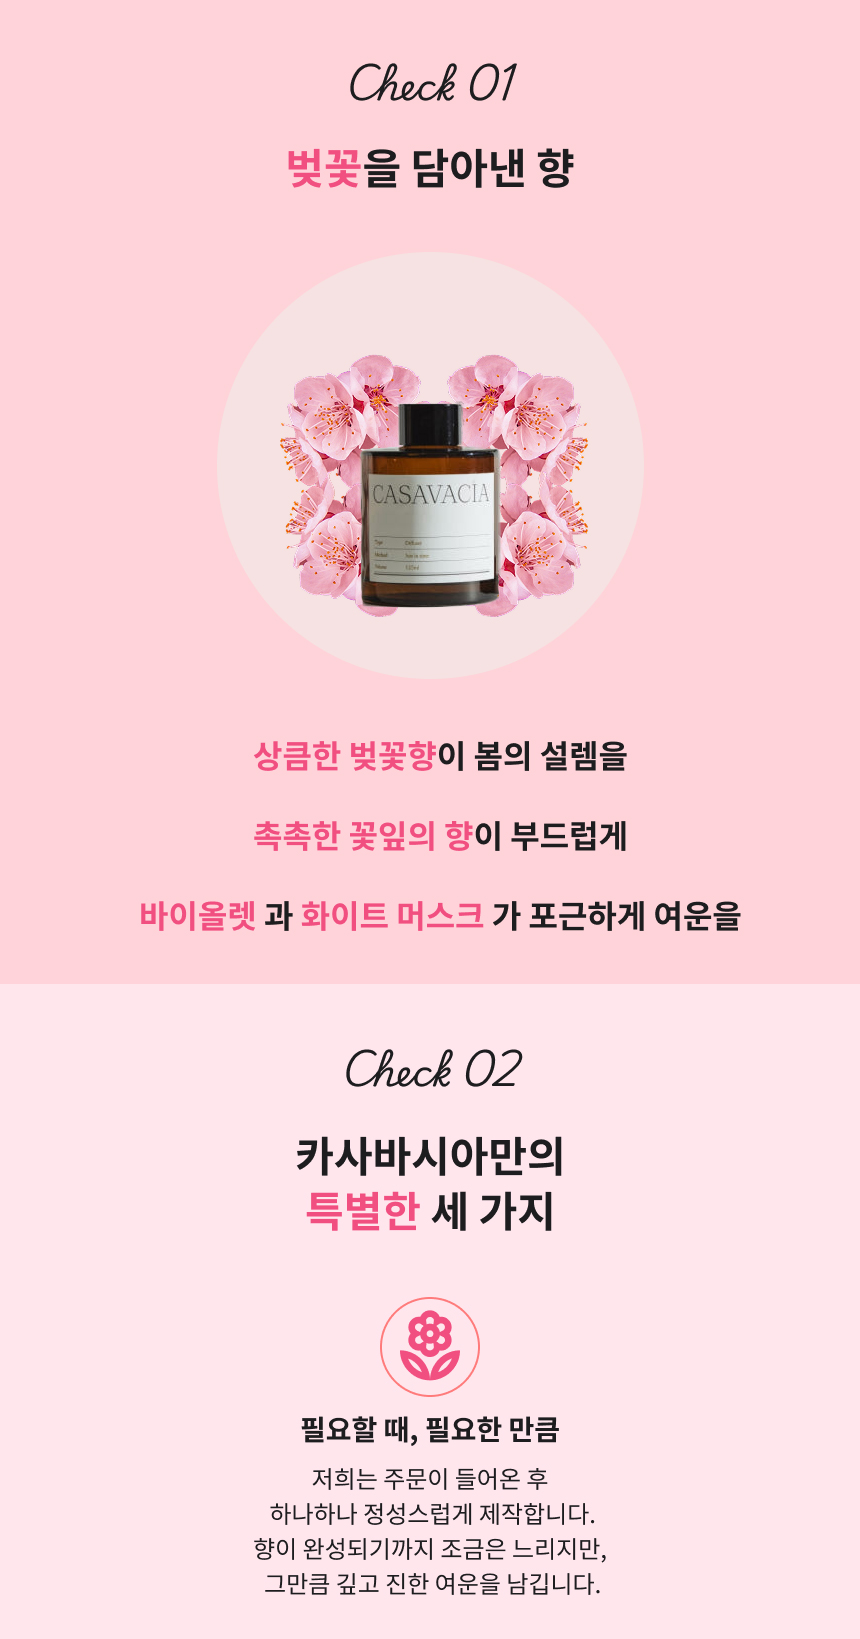 Check 01
벚꽃을 담아낸 향
CASAVACIA
Type Diffuser
Volume
상큼한 벚꽃향이 봄의 설렘을
촉촉한 꽃잎의 향이 부드럽게
바이올렛 과 화이트 머스크 가 포근하게 여운을
Check 02
카사바시아만의
특별한 세 가지
필요할 때, 필요한 만큼
저희는 주문이 들어온 후
하나하나 정성스럽게 제작합니다.
향이 완성되기까지 조금은 느리지만,
그만큼 깊고 진한 여운을 남깁니다.